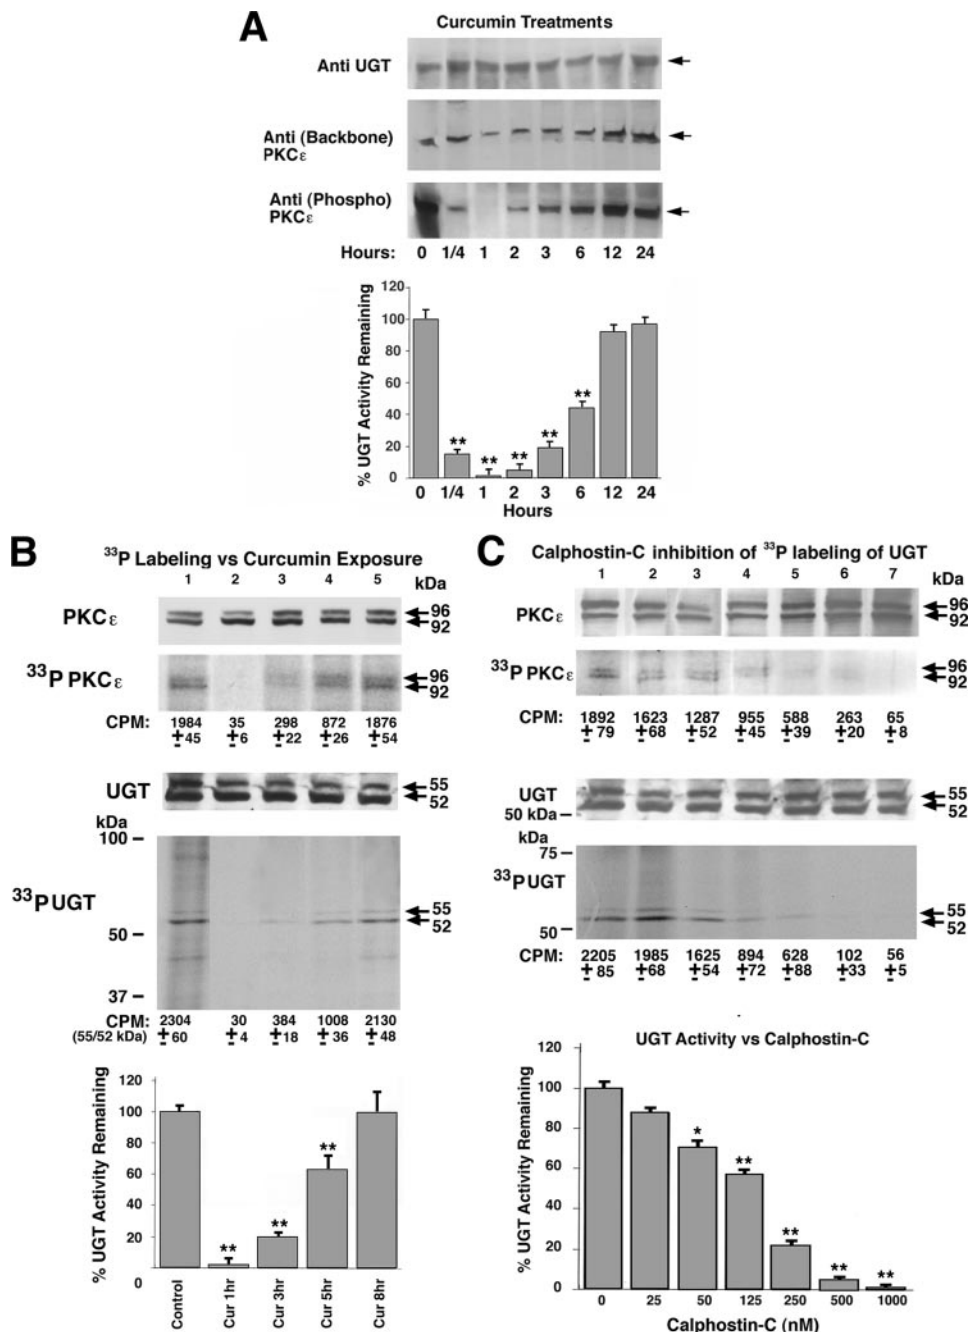 A
Curcumin Treatments
Anti UGT
Anti (Backbone)
PKCε
Anti (Phospho)
PKCε
Hours: 0 1/4 1 2 3 6 12 24
% UGT Activity Remaining
120
100
80
60
40
20
0
** ** ** ** **
0 1/4 1 2 3 6 12 24
Hours
B
33P Labeling vs Curcumin Exposure
1 2 3 4 5 kDa
PKCε
96
92
33P PKCε
96
92
CPM: 1984 35 298 872 1876
±45 ±6 ±22 ±26 ±54
UGT
55
52
kDa
100
33P UGT
55
52
50
37
CPM: 2304 30 384 1008 2130
(55/52 kDa) ±60 ±4 ±18 ±36 ±48
% UGT Activity Remaining
120
100
80
60
40
20
0
** ** **
Control Cur 1hr Cur 3hr Cur 5hr Cur 8hr
C
Calphostin-C inhibition of 33P labeling of UGT
1 2 3 4 5 6 7 kDa
PKCε
96
92
33P PKCε
96
92
CPM: 1892 1623 1287 955 588 263 65
±79 ±68 ±52 ±45 ±39 ±20 ±8
UGT
55
52
50 kDa
kDa
75
33P UGT
55
52
50
CPM: 2205 1985 1625 894 628 102 56
±85 ±68 ±54 ±72 ±88 ±33 ±5
UGT Activity vs Calphostin-C
% UGT Activity Remaining
120
100
80
60
40
20
0
* ** ** ** **
0 25 50 125 250 500 1000
Calphostin-C (nM)